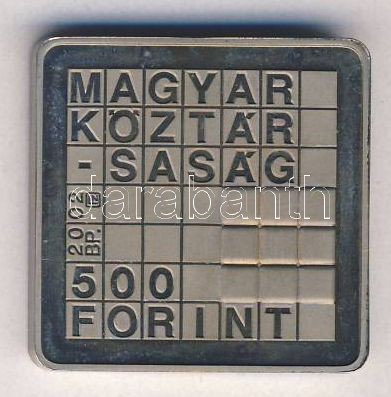 MAGYAR
KÖZTÁR
-SASÁG
2002
BP.
500
FORINT
darabanth